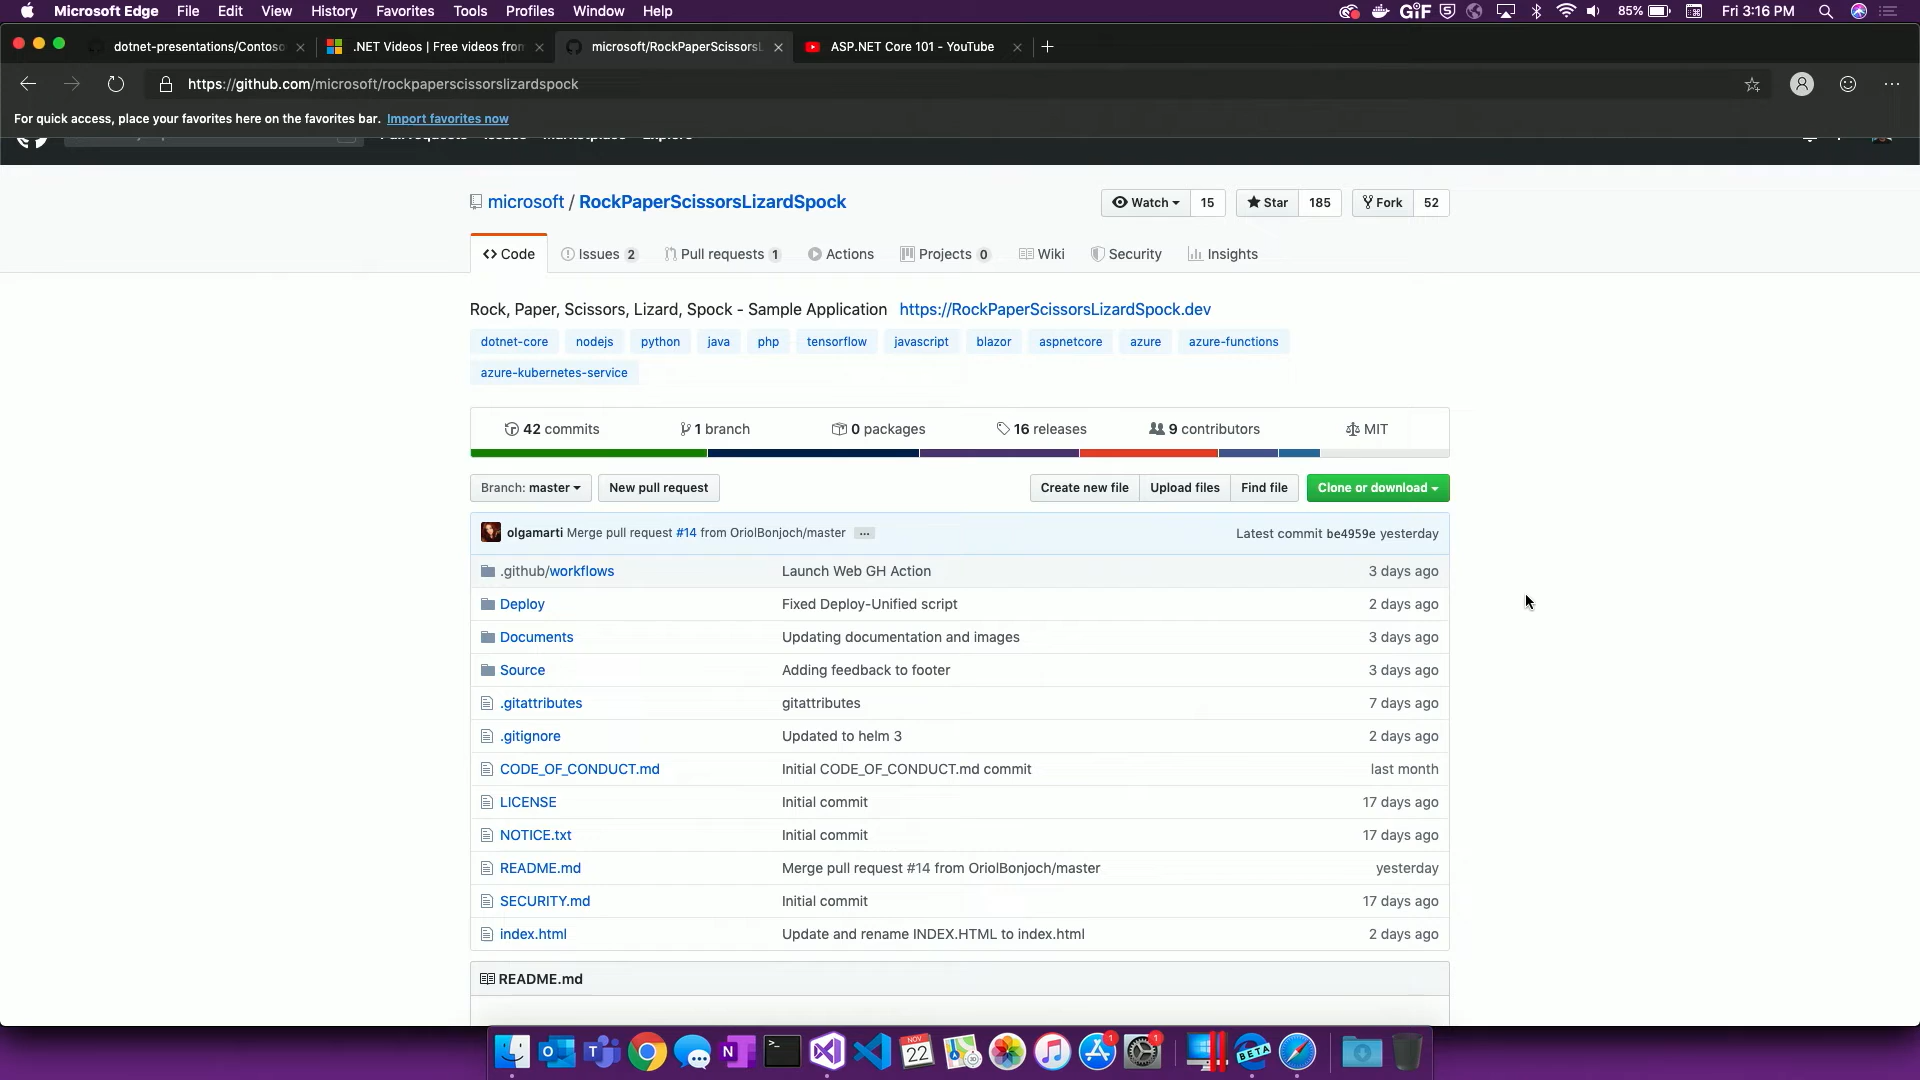 Microsoft Edge File Edit View History Favorites Tools Profiles Window Help GIF 85% Fri 3:16 PM
dotnet-presentations/Contoso .NET Videos | Free videos from microsoft/RockPaperScissorsL ASP.NET Core 101 - YouTube
https://github.com/microsoft/rockpaperscissorslizardspock
For quick access, place your favorites here on the favorites bar. Import favorites now
Pull requests Issues Marketplace Explore
microsoft / RockPaperScissorsLizardSpock Watch 15 Star 185 Fork 52
Code Issues 2 Pull requests 1 Actions Projects 0 Wiki Security Insights
Rock, Paper, Scissors, Lizard, Spock - Sample Application https://RockPaperScissorsLizardSpock.dev
dotnet-core nodejs python java php tensorflow javascript blazor aspnetcore azure azure-functions
azure-kubernetes-service
42 commits 1 branch 0 packages 16 releases 9 contributors MIT
Branch: master New pull request Create new file Upload files Find file Clone or download
olgamarti Merge pull request #14 from OriolBonjoch/master ... Latest commit be4959e yesterday
.github/workflows Launch Web GH Action 3 days ago
Deploy Fixed Deploy-Unified script 2 days ago
Documents Updating documentation and images 3 days ago
Source Adding feedback to footer 3 days ago
.gitattributes gitattributes 7 days ago
.gitignore Updated to helm 3 2 days ago
CODE_OF_CONDUCT.md Initial CODE_OF_CONDUCT.md commit last month
LICENSE Initial commit 17 days ago
NOTICE.txt Initial commit 17 days ago
README.md Merge pull request #14 from OriolBonjoch/master yesterday
SECURITY.md Initial commit 17 days ago
index.html Update and rename INDEX.HTML to index.html 2 days ago
README.md
NOV 22 1 1 BETA